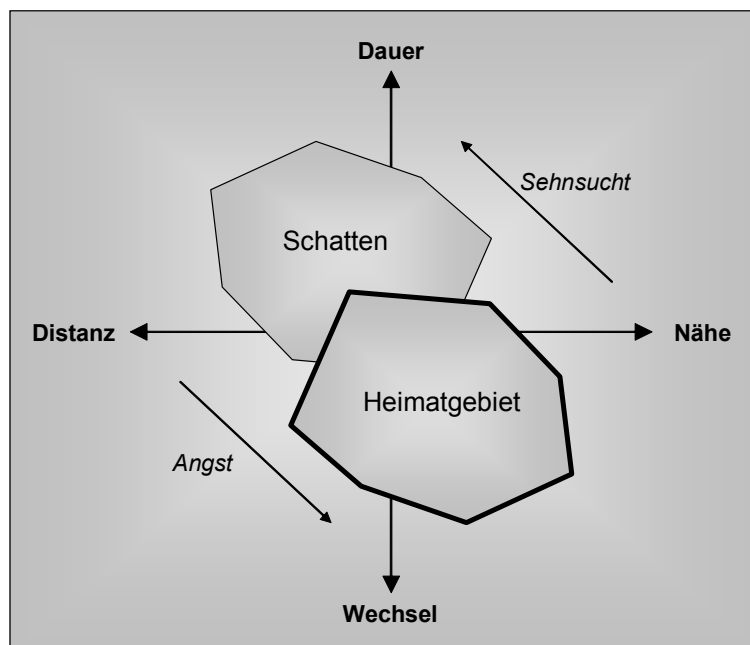 Dauer
Sehnsucht
Schatten
Distanz
Nähe
Heimatgebiet
Angst
Wechsel